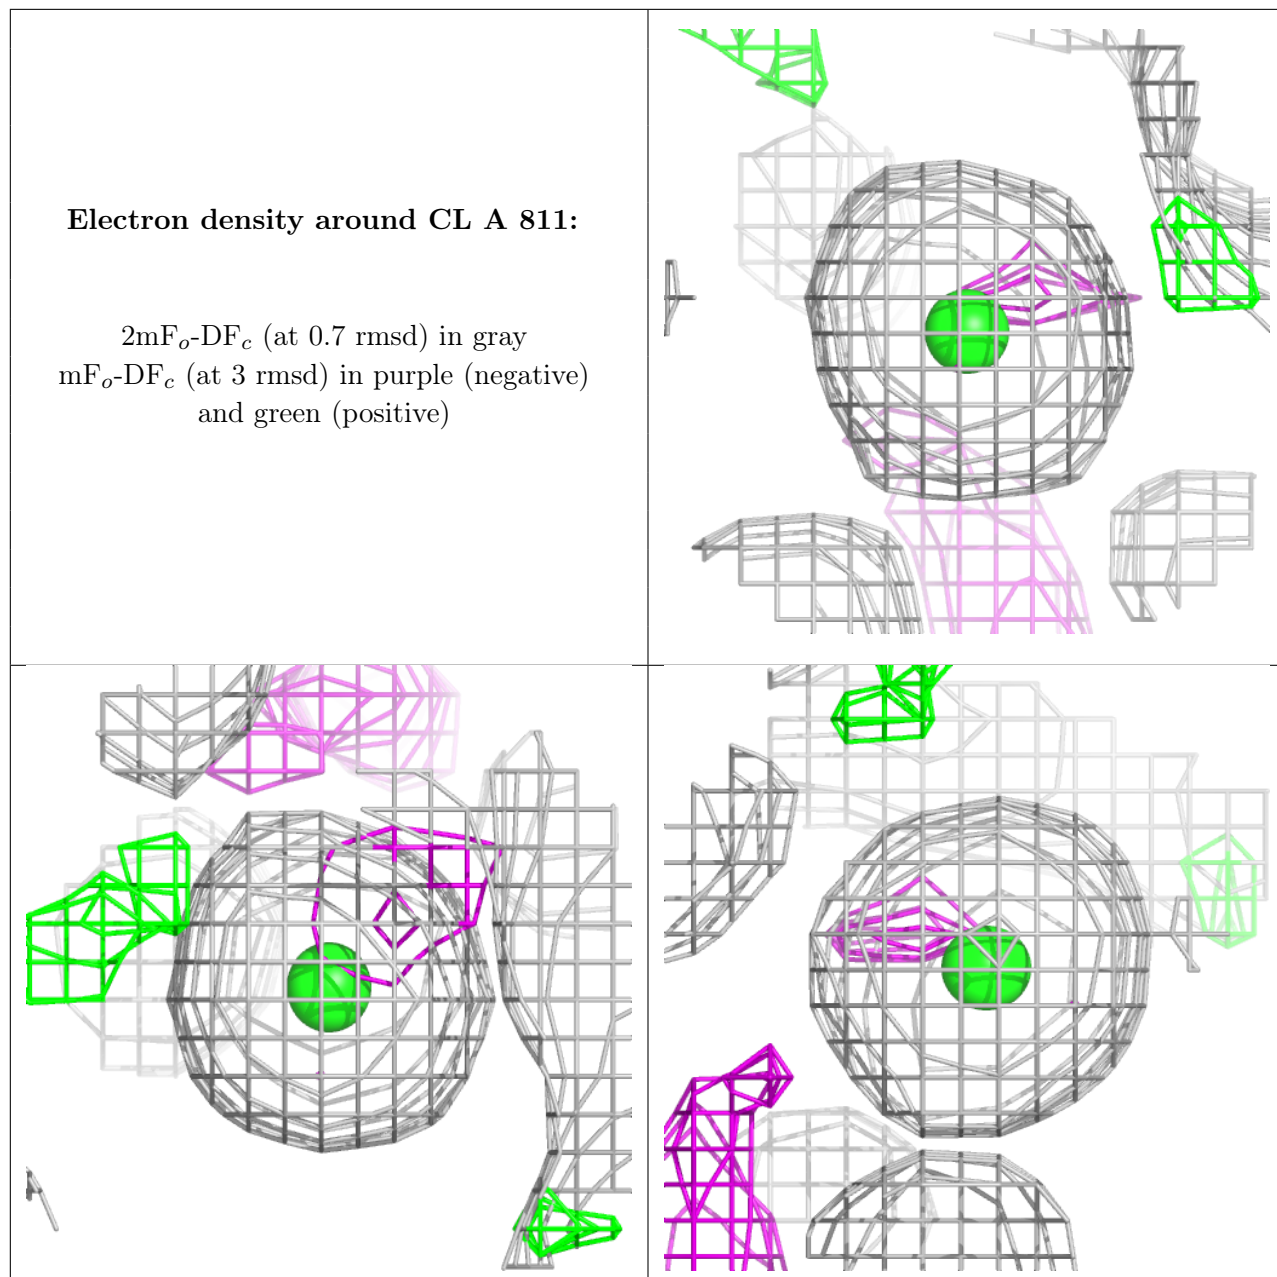 Electron density around CL A 811:
2mFₒ-DF𝒸 (at 0.7 rmsd) in gray
mFₒ-DF𝒸 (at 3 rmsd) in purple (negative)
and green (positive)